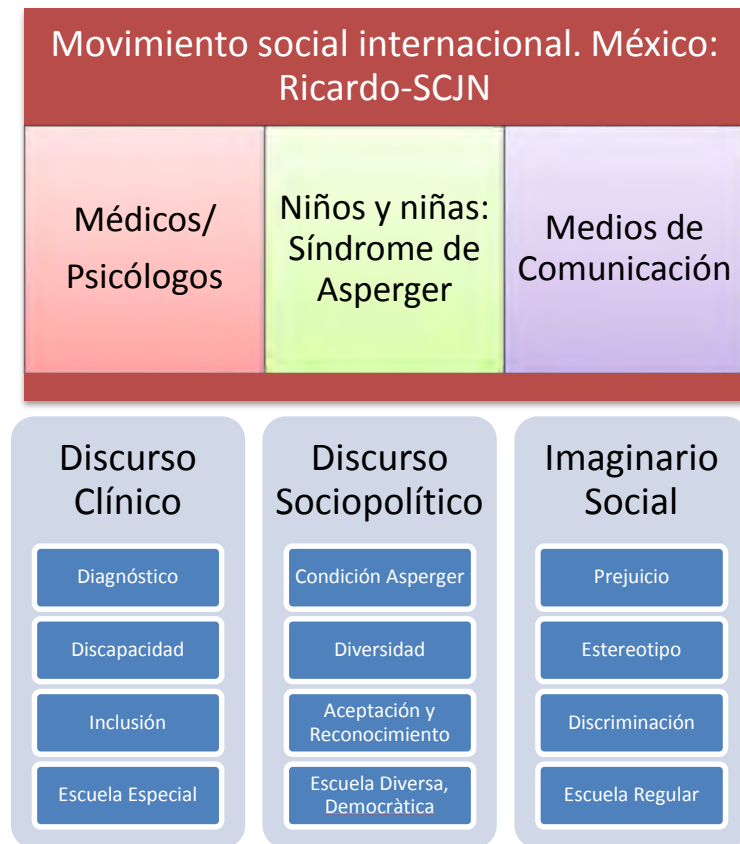 Movimiento social internacional. México:
Ricardo-SCJN
Médicos/
Psicólogos
Niños y niñas:
Síndrome de
Asperger
Medios de
Comunicación
Discurso
Clínico
Diagnóstico
Discapacidad
Inclusión
Escuela Especial
Discurso
Sociopolítico
Condición Asperger
Diversidad
Aceptación y
Reconocimiento
Escuela Diversa,
Democràtica
Imaginario
Social
Prejuicio
Estereotipo
Discriminación
Escuela Regular